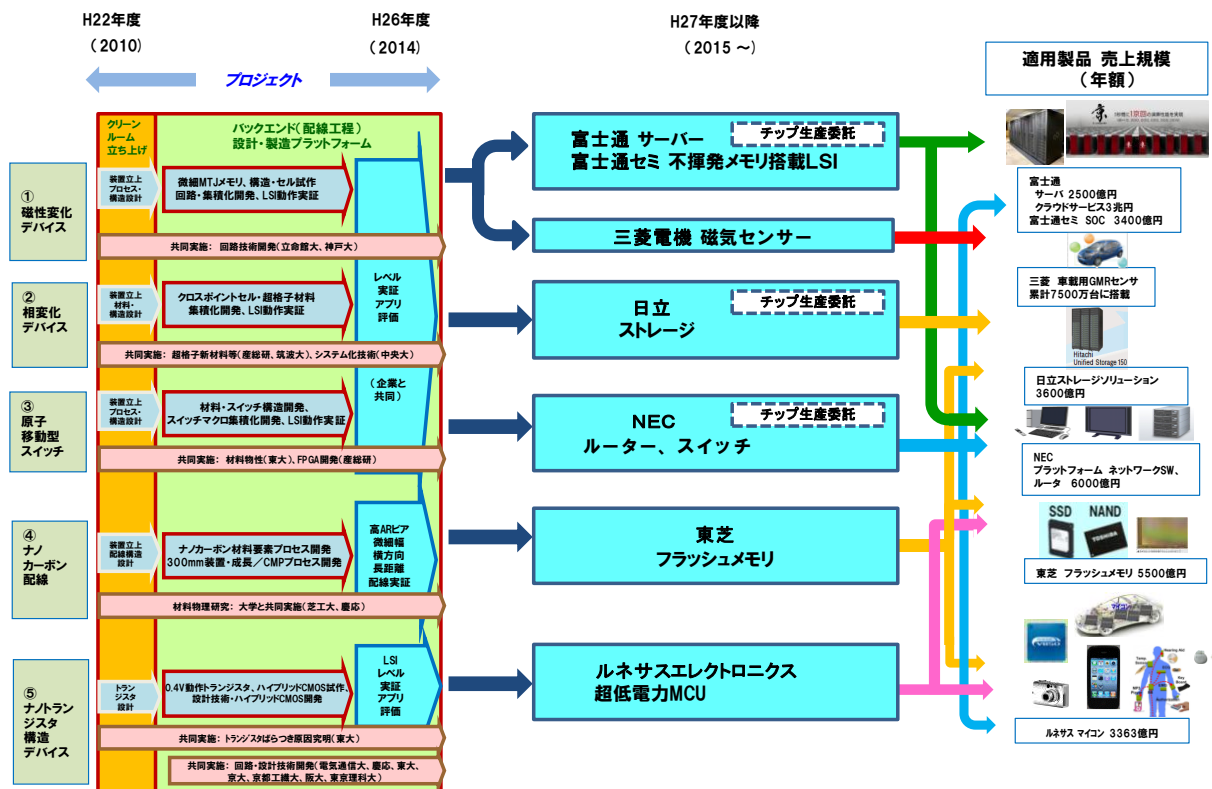 H22年度
（2010）
H26年度
（2014）
H27年度以降
（2015 ～）
プロジェクト
適用製品 売上規模
（年額）
クリーン
ルーム
立ち上げ
バックエンド（配線工程）
設計・製造プラットフォーム
①
磁性変化
デバイス
装置立上
プロセス・
構造設計
微細MTJメモリ、構造・セル試作
回路・集積化開発、LSI動作実証
共同実施： 回路技術開発（立命館大、神戸大）
②
相変化
デバイス
装置立上
材料・
構造設計
クロスポイントセル・超格子材料
集積化開発、LSI動作実証
共同実施： 超格子新材料等（産総研、筑波大）、システム化技術（中央大）
レベル
実証
アプリ
評価
（企業と
共同）
③
原子
移動型
スイッチ
装置立上
プロセス・
構造設計
材料・スイッチ構造開発、
スイッチマクロ集積化開発、LSI動作実証
共同実施： 材料物性（東大）、FPGA開発（産総研）
④
ナノ
カーボン
配線
装置立上
配線構造
設計
ナノカーボン材料要素プロセス開発
300mm装置・成長／CMPプロセス開発
高ARビア
微細幅
横方向
長距離
配線実証
材料物理研究： 大学と共同実施（芝工大、慶応）
⑤
ナノトラン
ジスタ
構造
デバイス
トラン
ジスタ
設計
0.4V動作トランジスタ、ハイブリッドCMOS試作、
設計技術・ハイブリッドCMOS開発
LSI
レベル
実証
アプリ
評価
共同実施： トランジスタばらつき原因究明（東大）
共同実施： 回路・設計技術開発（電気通信大、慶応、東大、
京大、京都工繊大、阪大、東京理科大）
富士通 サーバー
チップ生産委託
富士通セミ 不揮発メモリ搭載LSI
三菱電機 磁気センサー
日立
チップ生産委託
ストレージ
NEC
チップ生産委託
ルーター、スイッチ
東芝
フラッシュメモリ
ルネサスエレクトロニクス
超低電力MCU
京
富士通
サーバ 2500億円
クラウドサービス3兆円
富士通セミ SOC 3400億円
三菱 車載用GMRセンサ
累計7500万台に搭載
Hitachi
Unified Storage 150
日立ストレージソリューション
3600億円
NEC
プラットフォーム ネットワークSW、
ルータ 6000億円
SSD NAND
TOSHIBA
東芝 フラッシュメモリ 5500億円
マイコン
Hearing Aid
ルネサス マイコン 3363億円